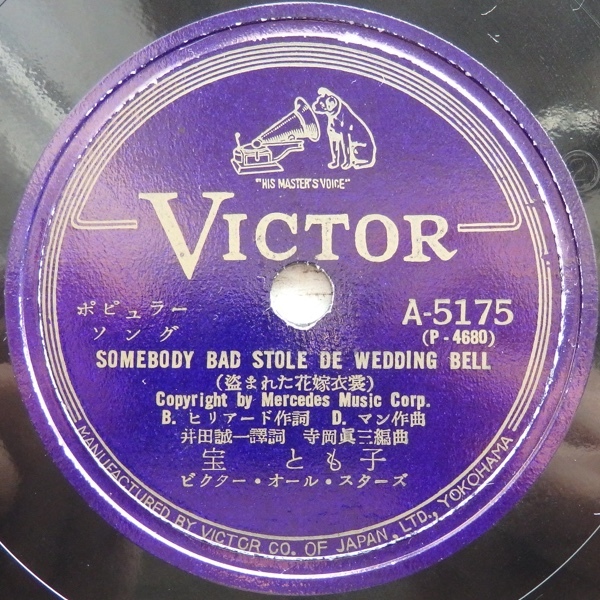 "HIS MASTER'S VOICE"
VICTOR
ポピュラー
ソング
A-5175
(P-4680)
SOMEBODY BAD STOLE DE WEDDING BELL
(盗まれた花嫁衣裳)
Copyright by Mercedes Music Corp.
B. ヒリアード作詞 D. マン作曲
井田誠一譯詞 寺岡眞三編曲
宝 とも子
ビクター・オール・スターズ
MANUFACTURED BY VICTOR CO. OF JAPAN, LTD., YOKOHAMA